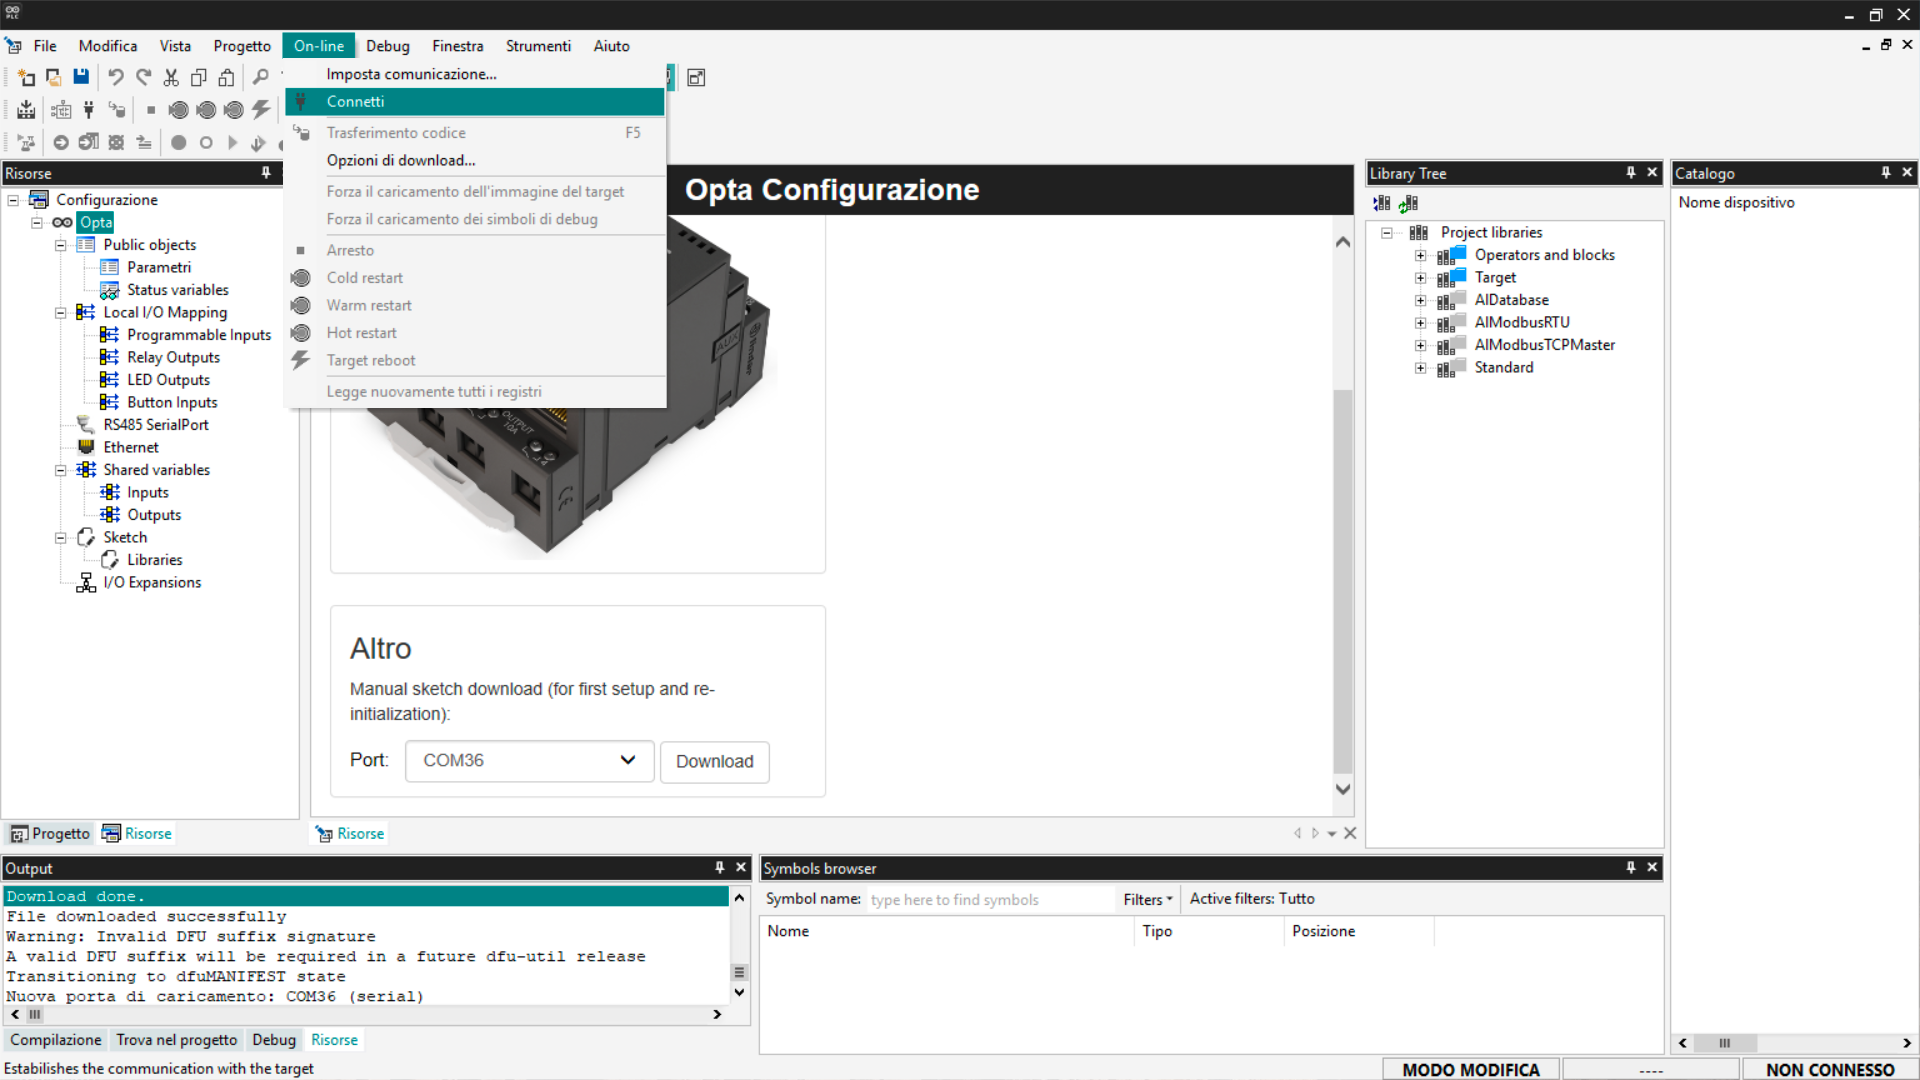 PLC
File Modifica Vista Progetto On-line Debug Finestra Strumenti Aiuto
Imposta comunicazione...
Connetti
Trasferimento codice F5
Opzioni di download...
Forza il caricamento dell'immagine del target
Forza il caricamento dei simboli di debug
Arresto
Cold restart
Warm restart
Hot restart
Target reboot
Legge nuovamente tutti i registri
Risorse
Configurazione
Opta
Public objects
Parametri
Status variables
Local I/O Mapping
Programmable Inputs
Relay Outputs
LED Outputs
Button Inputs
RS485 SerialPort
Ethernet
Shared variables
Inputs
Outputs
Sketch
Libraries
I/O Expansions
Progetto Risorse
Opta Configurazione
AUX
Finder
OUTPUT
10A
Altro
Manual sketch download (for first setup and re-
initialization):
Port: COM36 Download
Risorse
Library Tree
Project libraries
Operators and blocks
Target
AlDatabase
AlModbusRTU
AlModbusTCPMaster
Standard
Catalogo
Nome dispositivo
Output
Download done.
File downloaded successfully
Warning: Invalid DFU suffix signature
A valid DFU suffix will be required in a future dfu-util release
Transitioning to dfuMANIFEST state
Nuova porta di caricamento: COM36 (serial)
Compilazione Trova nel progetto Debug Risorse
Symbols browser
Symbol name: type here to find symbols Filters Active filters: Tutto
Nome Tipo Posizione
Estabilishes the communication with the target
MODO MODIFICA ---- NON CONNESSO